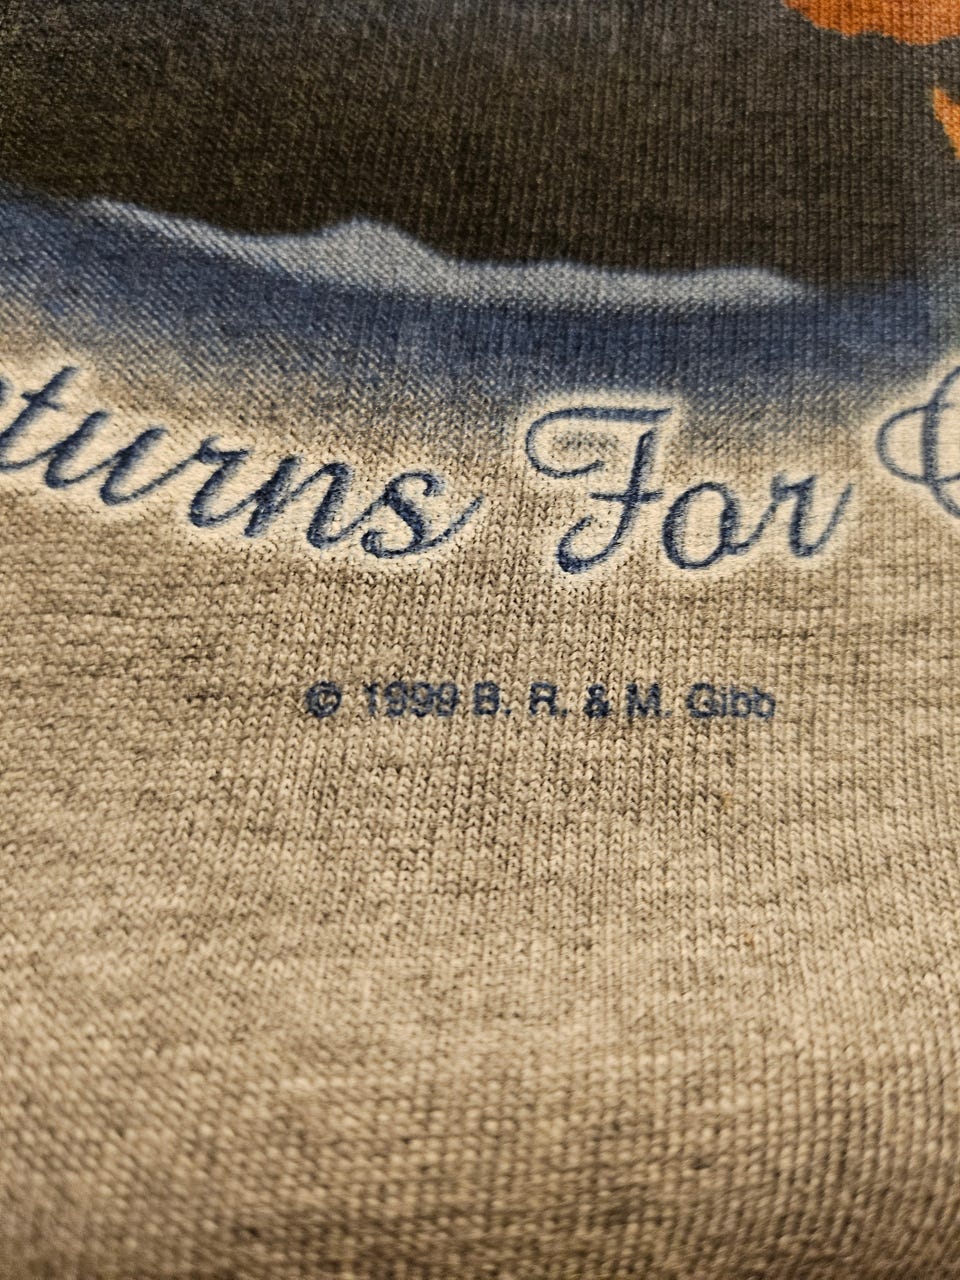 turns For
© 1999 B. R. & M. Gibb